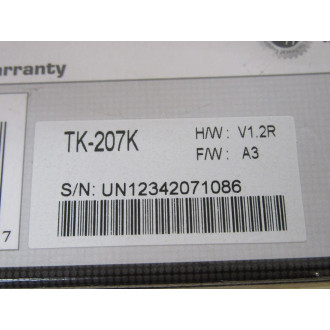 arranty
TK-207K
H/W : V1.2R
F/W : A3
S/N: UN12342071086
7